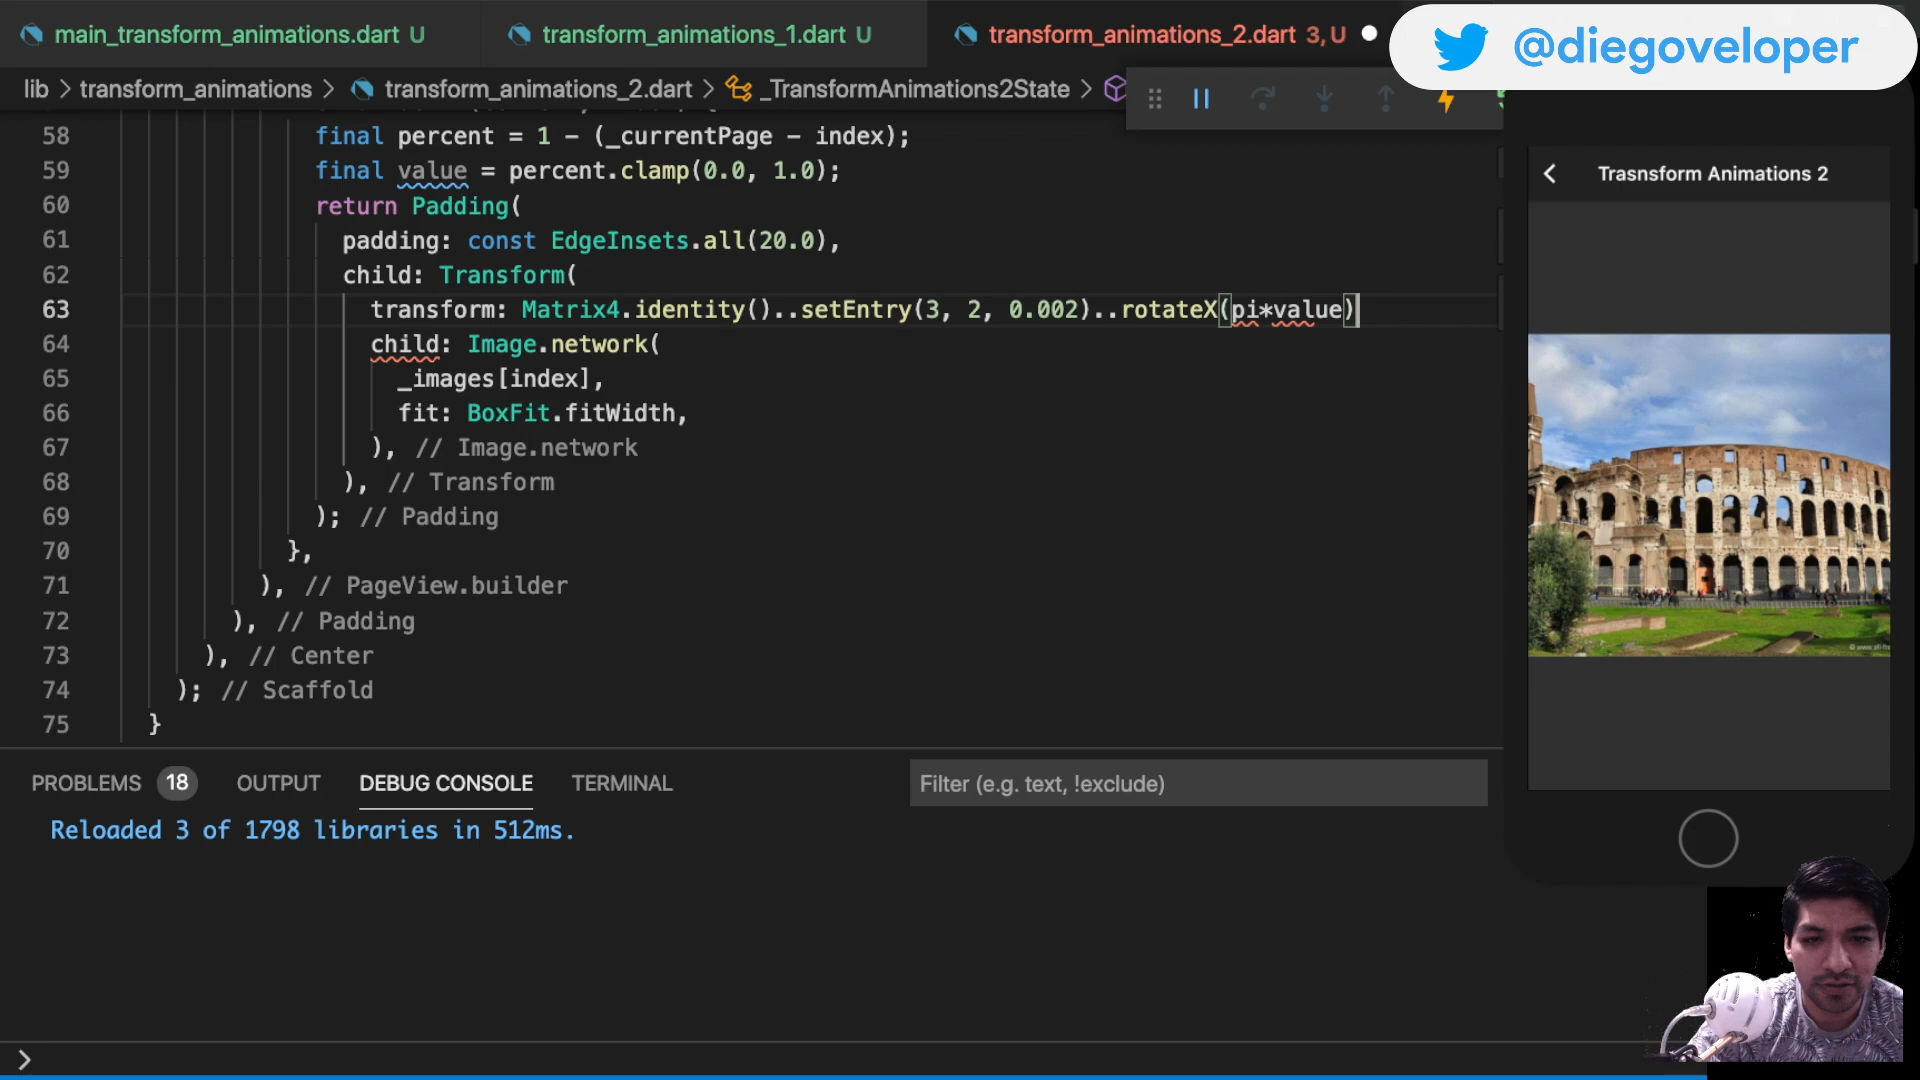 main_transform_animations.dart U
transform_animations_1.dart U
transform_animations_2.dart 3, U
@diegoveloper
lib > transform_animations > transform_animations_2.dart > _TransformAnimations2State >
58 final percent = 1 - (_currentPage - index);
59 final value = percent.clamp(0.0, 1.0);
60 return Padding(
61 padding: const EdgeInsets.all(20.0),
62 child: Transform(
63 transform: Matrix4.identity()..setEntry(3, 2, 0.002)..rotateX(pi*value)
64 child: Image.network(
65 _images[index],
66 fit: BoxFit.fitWidth,
67 ), // Image.network
68 ), // Transform
69 ); // Padding
70 },
71 ), // PageView.builder
72 ), // Padding
73 ), // Center
74 ); // Scaffold
75 }
Trasnsform Animations 2
PROBLEMS 18 OUTPUT DEBUG CONSOLE TERMINAL
Filter (e.g. text, !exclude)
Reloaded 3 of 1798 libraries in 512ms.